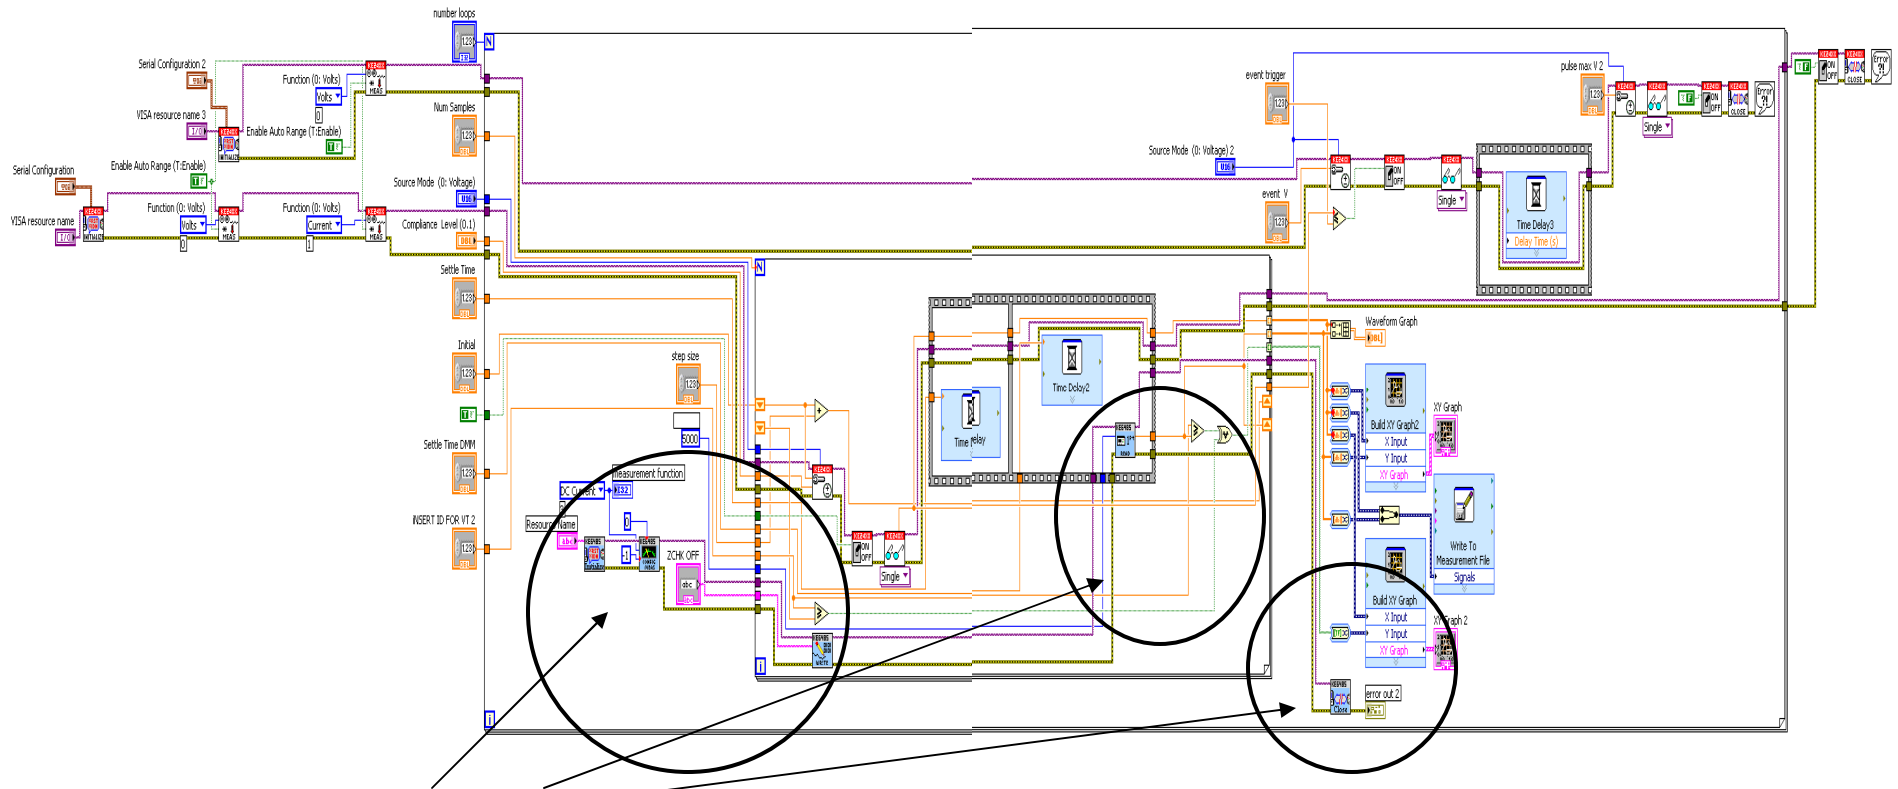 number loops
Serial Configuration 2
Function (0: Volts)
Volts
0
VISA resource name 3
Enable Auto Range (T:Enable)
Enable Auto Range (T:Enable)
Serial Configuration
VISA resource name
Function (0: Volts)
Volts
0
Function (0: Volts)
Current
1
Num Samples
Source Mode (0: Voltage)
Compliance Level (0.1)
Settle Time
Initial
Settle Time DMM
INSERT ID FOR VT 2
step size
5000
measurement function
DC Current
Resource Name
ZCHK OFF
Single
Time Delay2
event trigger
Source Mode (0: Voltage) 2
event V
pulse max V 2
Single
Single
Time Delay3
Delay Time (s)
Waveform Graph
Build XY Graph2
X Input
Y Input
XY Graph
XY Graph
Write To
Measurement File
Signals
Build XY Graph
X Input
Y Input
XY Graph
XY Graph 2
error out 2